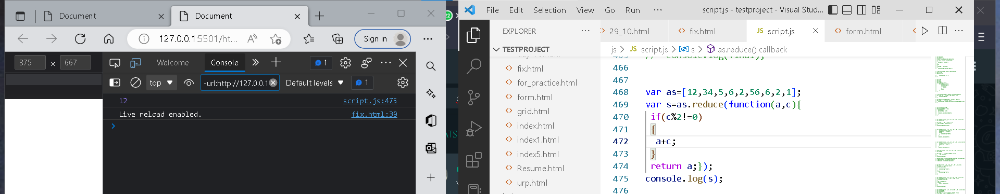 Document
Document
127.0.0.1:5501/ht...
Sign in
375 × 667
Welcome
Console
1
top
-url:http://127.0.0.1
Default levels
1
12 script.js:475
Live reload enabled. fix.html:39
22
File Edit Selection View Go Run ···
script.js - testproject - Visual Stud...
EXPLORER
TESTPROJECT
fix.html
for_practice.html
form.html
grid.html
index.html
index1.html
index5.html
Resume.html
urp.html
29_10.html
fix.html
JS script.js
form.html
js > JS script.js > s > as.reduce() callback
465 // console.log(final);
466
467
468 var as=[12,34,5,6,2,56,6,2,1];
469 var s=as.reduce(function(a,c){
470 if(c%2!=0)
471 {
472 a+c;
473 }
474 return a;});
475 console.log(s);
476